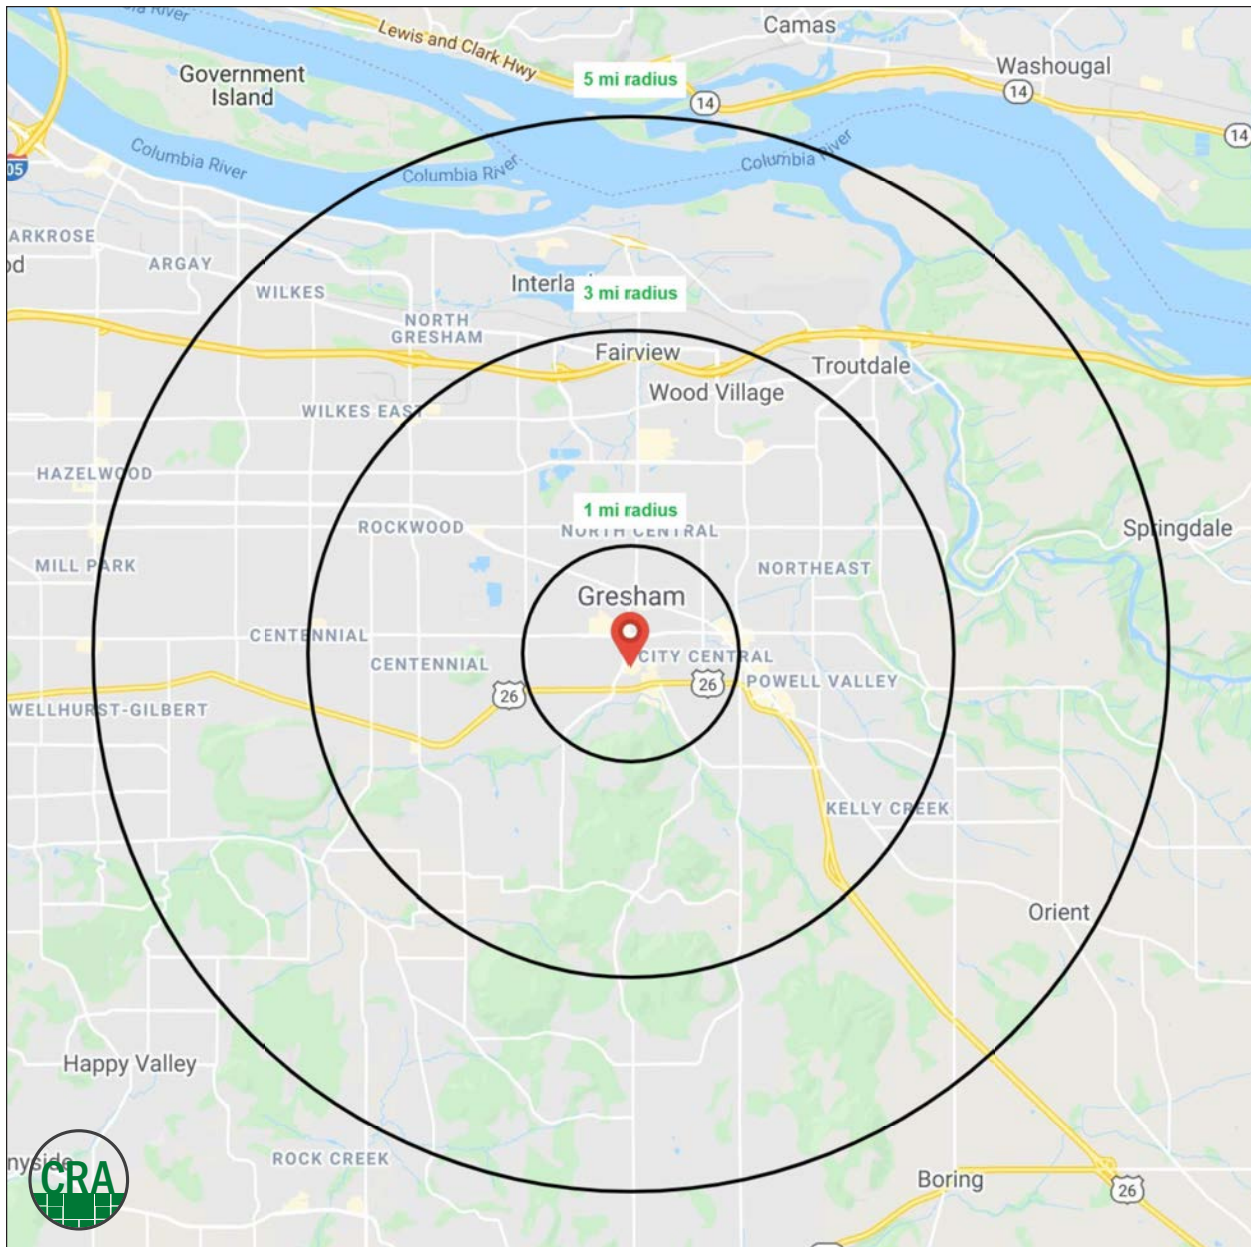 bia River
Camas
Lewis and Clark Hwy
Washougal
Government
Island
5 mi radius
14
14
14
Columbia River
Columbia River
Columbia River
05
ARKROSE
od
ARGAY
WILKES
Interla
3 mi radius
NORTH
GRESHAM
Fairview
Troutdale
Wood Village
WILKES EAST
HAZELWOOD
1 mi radius
ROCKWOOD
NORTH CENTRAL
Springdale
MILL PARK
NORTHEAST
Gresham
CENTENNIAL
CENTENNIAL
CITY CENTRAL
26
26
POWELL VALLEY
WELLHURST-GILBERT
KELLY CREEK
Orient
Happy Valley
nyside
CRA
ROCK CREEK
Boring
26